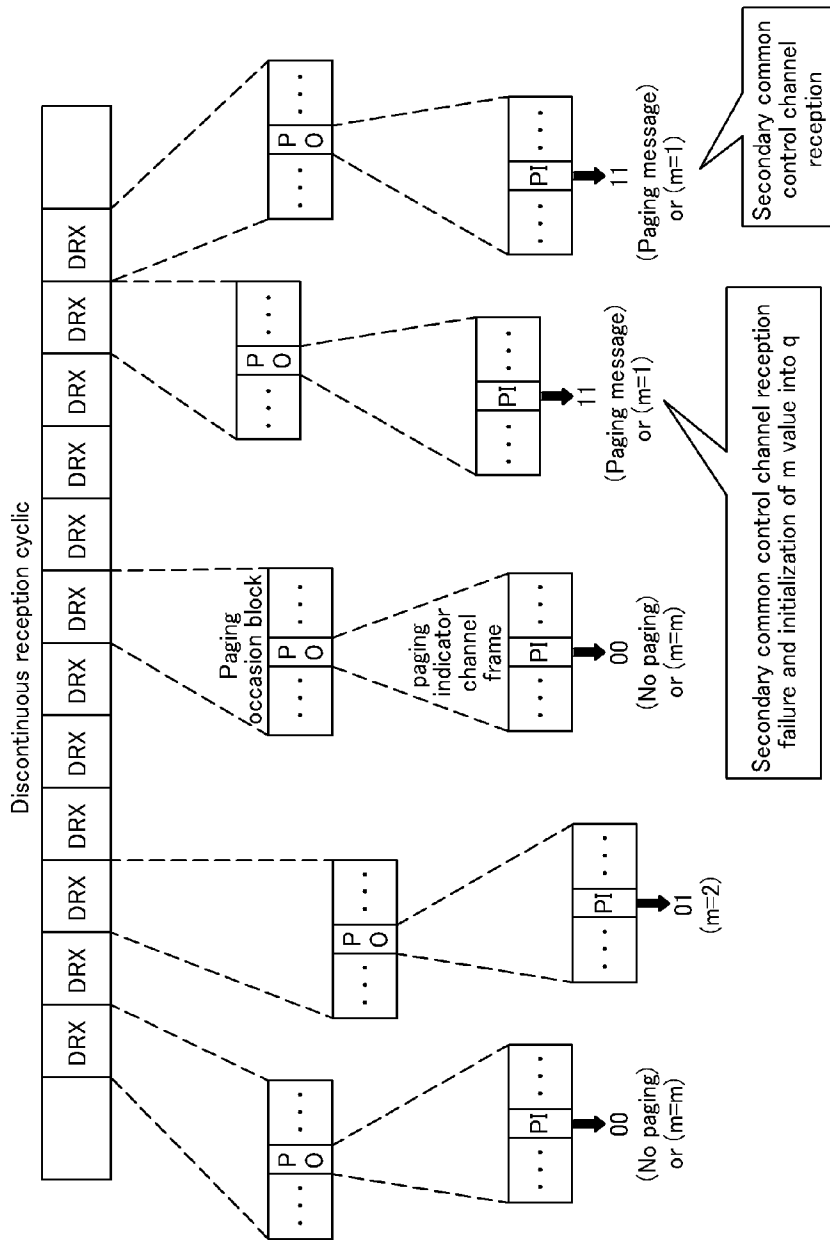 Discontinuous reception cyclic
DRX DRX DRX DRX DRX DRX DRX DRX DRX DRX DRX DRX
Paging
occasion block
... P O ...
... P O ...
... P O ...
... P O ...
... P O ...
paging
indicator
channel
frame
... PI ...
... PI ...
... PI ...
... PI ...
... PI ...
00
(No paging)
or (m=m)
01
(m=2)
00
(No paging)
or (m=m)
11
(Paging message)
or (m=1)
11
(Paging message)
or (m=1)
Secondary common control channel reception
failure and initialization of m value into q
Secondary common
control channel
reception